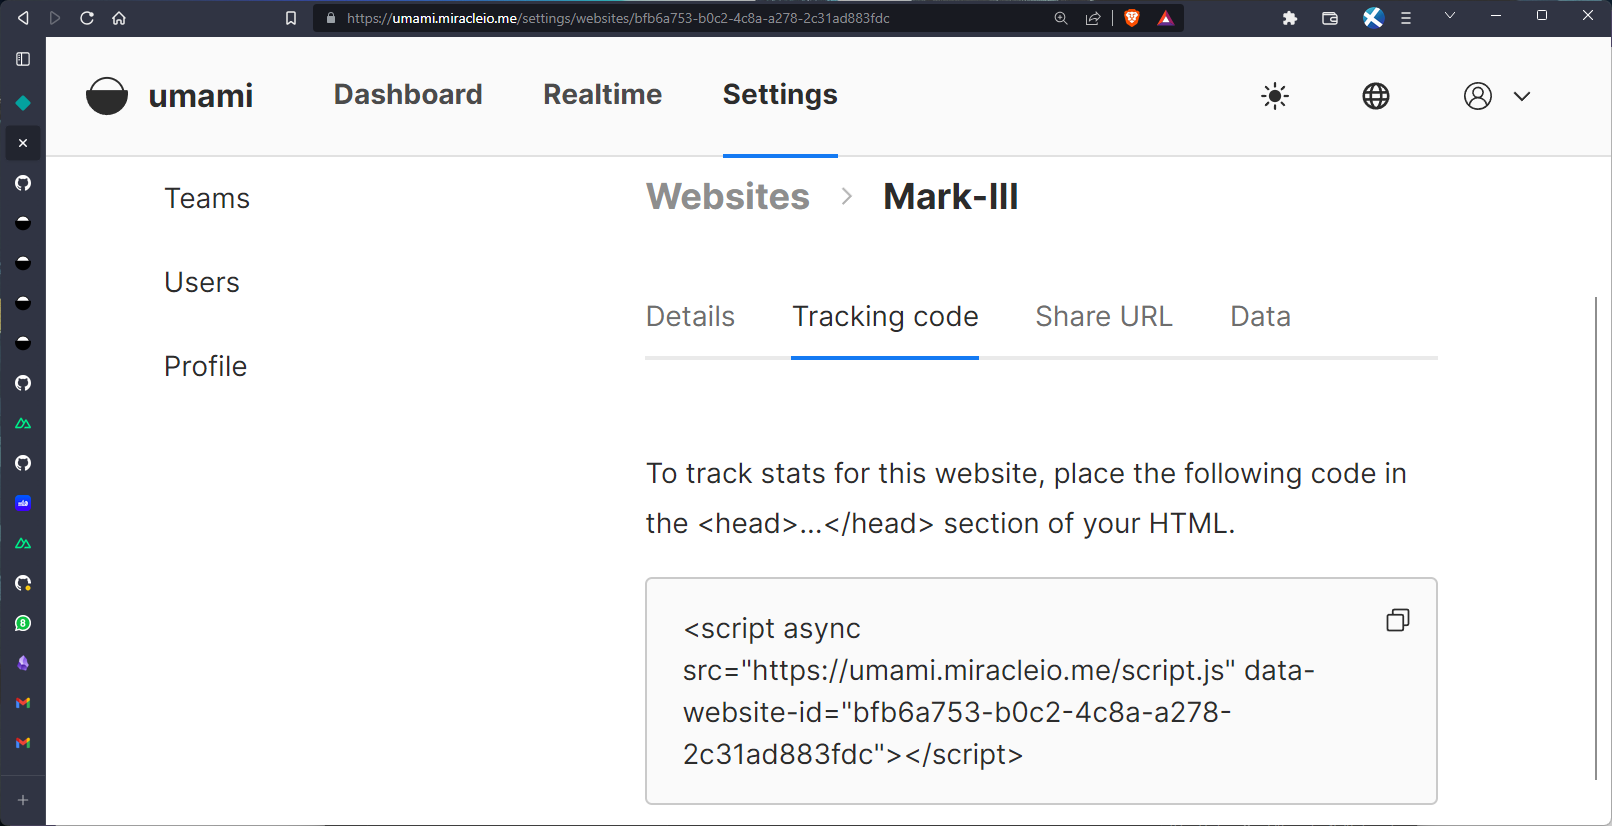 https://umami.miracleio.me/settings/websites/bfb6a753-b0c2-4c8a-a278-2c31ad883fdc
umami
Dashboard
Realtime
Settings
Teams
Users
Profile
Websites
Mark-III
Details
Tracking code
Share URL
Data
To track stats for this website, place the following code in
the <head>...</head> section of your HTML.
<script async
src="https://umami.miracleio.me/script.js" data-
website-id="bfb6a753-b0c2-4c8a-a278-
2c31ad883fdc"></script>
8